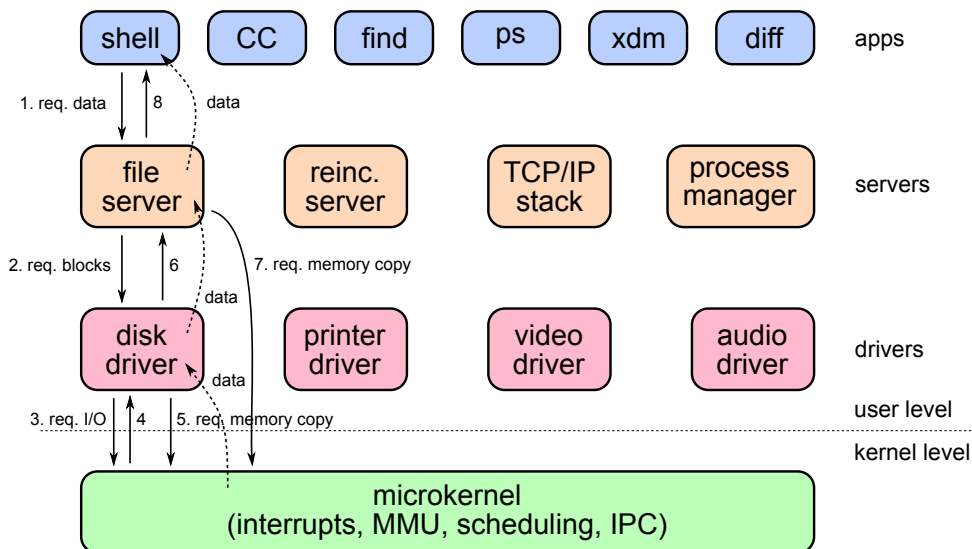 shell
CC
find
ps
xdm
diff
apps
1. req. data
8
data
file
server
reinc.
server
TCP/IP
stack
process
manager
servers
2. req. blocks
6
7. req. memory copy
data
disk
driver
printer
driver
video
driver
audio
driver
drivers
data
3. req. I/O
4
5. req. memory copy
user level
kernel level
microkernel
(interrupts, MMU, scheduling, IPC)